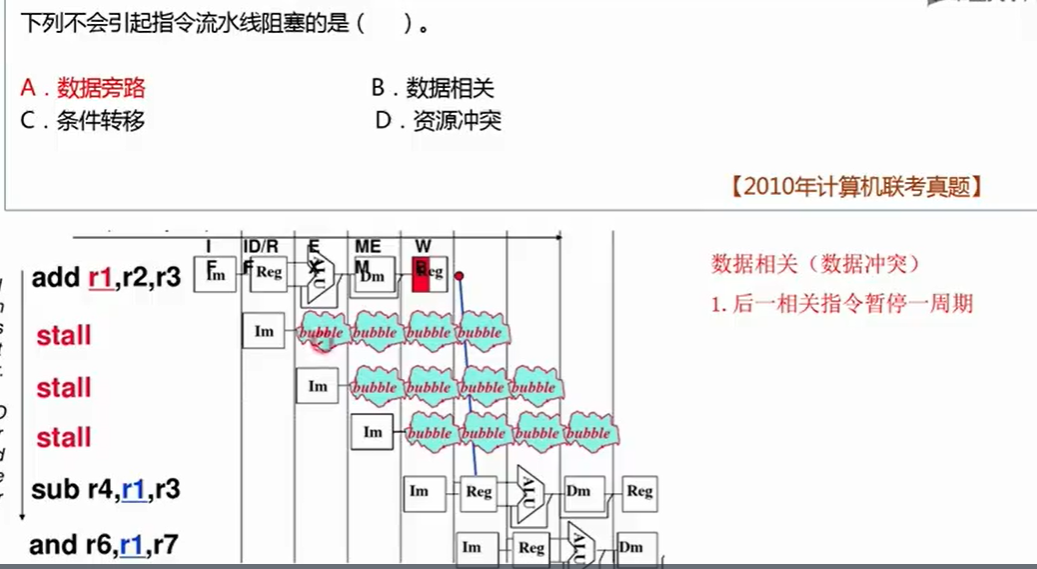 下列不会引起指令流水线阻塞的是（　　）。
A．数据旁路　　B．数据相关
C．条件转移　　D．资源冲突
【2010年计算机联考真题】
IF ID/RF EX MEM WB
add r1,r2,r3 Im Reg ALU Dm Reg
stall Im bubble bubble bubble bubble
stall Im bubble bubble bubble bubble
stall Im bubble bubble bubble bubble
sub r4,r1,r3 Im Reg ALU Dm Reg
and r6,r1,r7 Im Reg ALU Dm
数据相关（数据冲突）
1. 后一相关指令暂停一周期